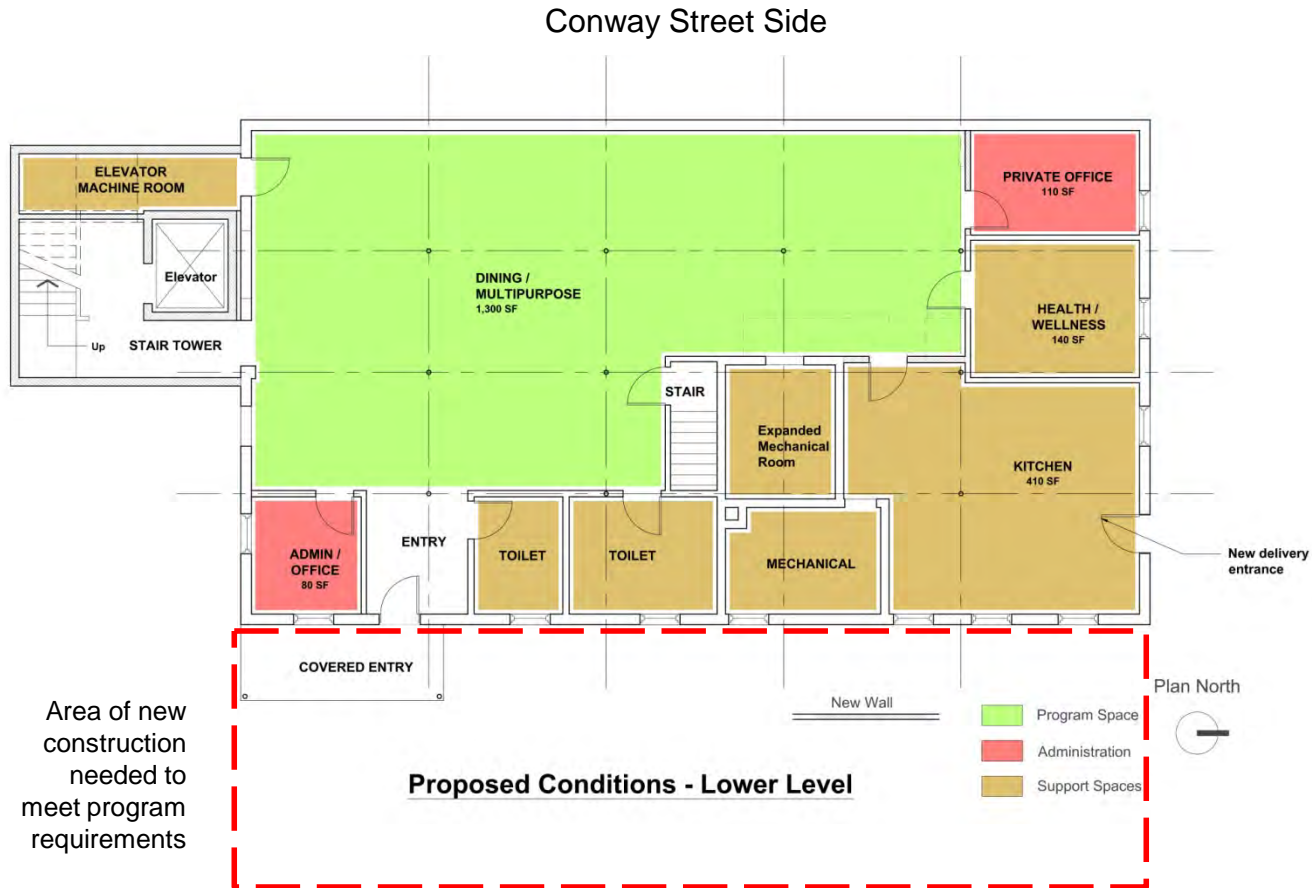 Conway Street Side
ELEVATOR
MACHINE ROOM
PRIVATE OFFICE
110 SF
Elevator
DINING /
MULTIPURPOSE
1,300 SF
HEALTH /
WELLNESS
140 SF
Up
STAIR TOWER
STAIR
Expanded
Mechanical
Room
KITCHEN
410 SF
ADMIN /
OFFICE
80 SF
ENTRY
TOILET
TOILET
MECHANICAL
New delivery
entrance
COVERED ENTRY
Area of new
construction
needed to
meet program
requirements
New Wall
Program Space
Administration
Support Spaces
Plan North
Proposed Conditions - Lower Level